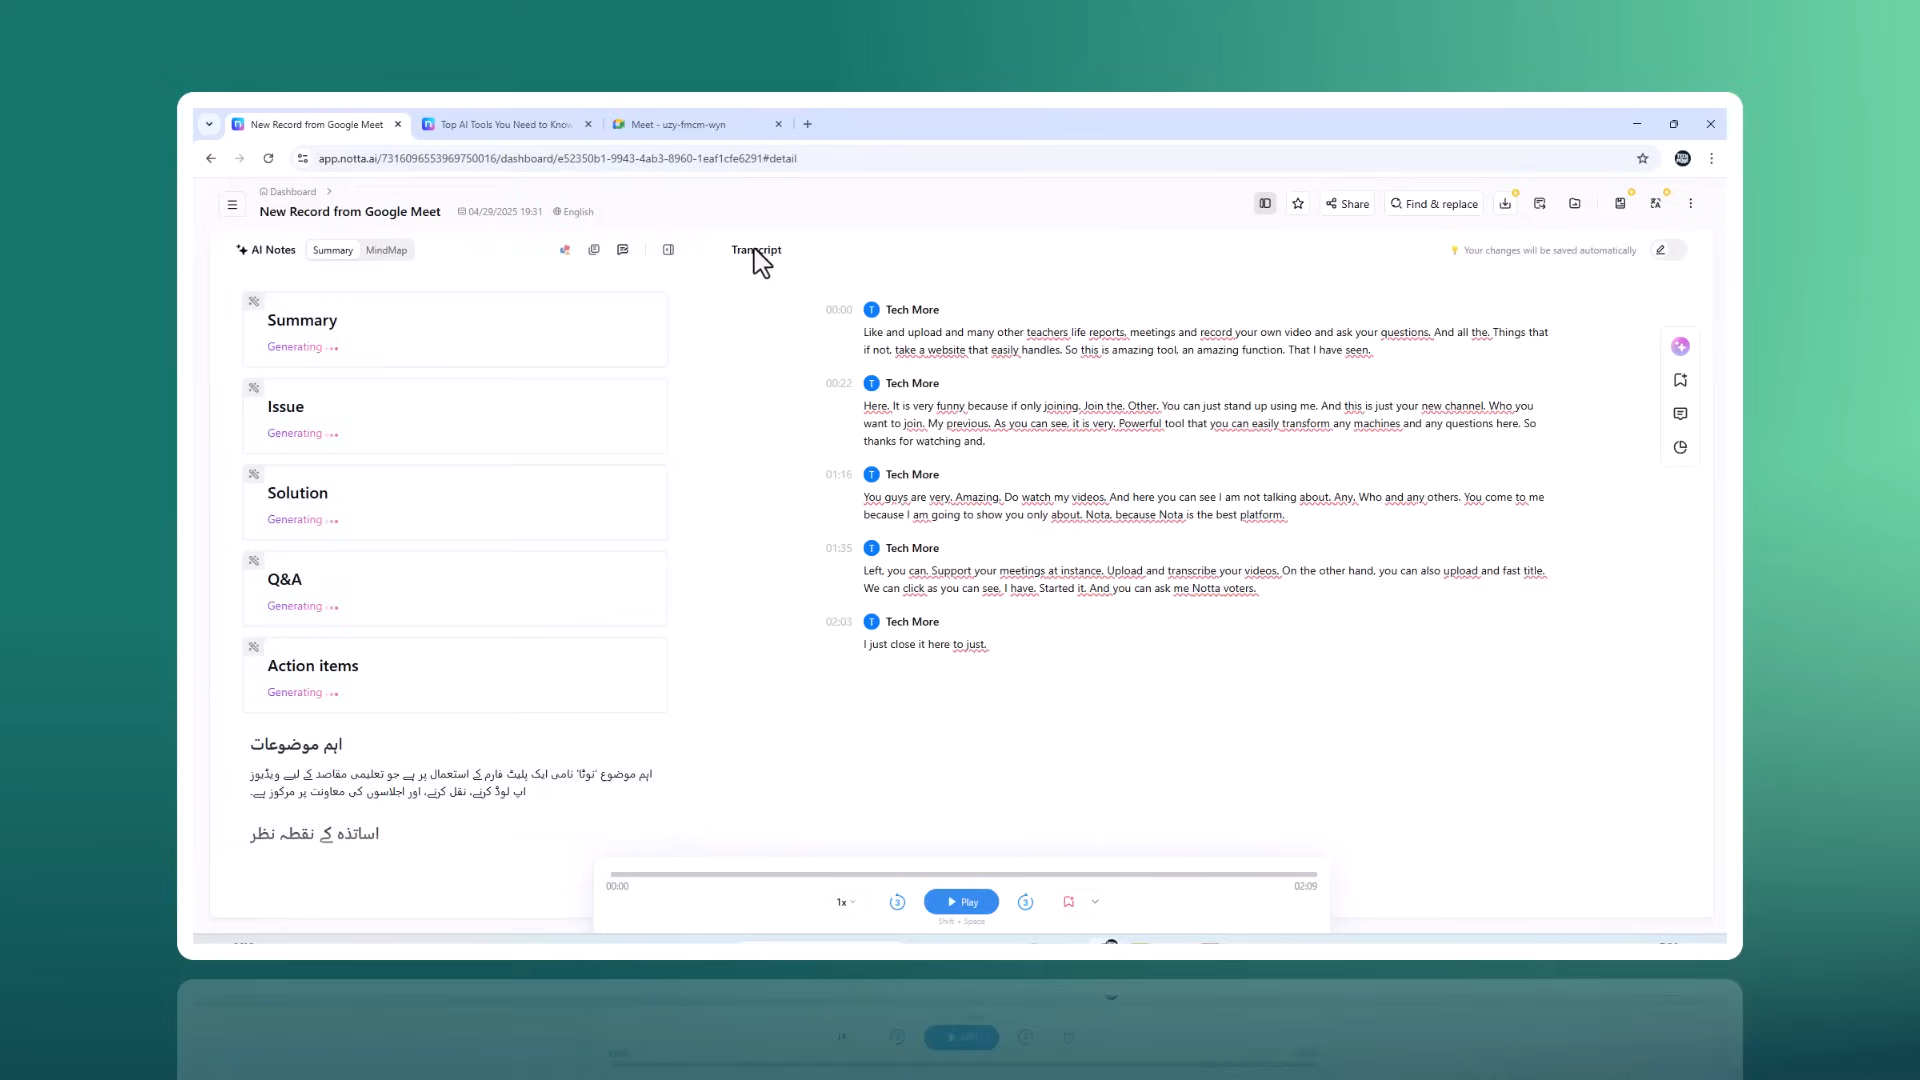 New Record from Google Meet
Top AI Tools You Need to Know
Meet - uzy-fmcm-wyn
app.notta.ai/7316096553969750016/dashboard/e52350b1-9943-4ab3-8960-1eaf1cfe6291#detail
Dashboard
New Record from Google Meet 04/29/2025 19:31 English
Share
Find & replace
AI Notes Summary MindMap
Transcript
Your changes will be saved automatically
Summary
Generating
Issue
Generating
Solution
Generating
Q&A
Generating
Action items
Generating
اہم موضوعات
اہم موضوع 'نوٹا' نامی ایک پلیٹ فارم کے استعمال پر ہے جو تعلیمی مقاصد کے لیے ویڈیوز
اپ لوڈ کرنے، نقل کرنے، اور اجلاسوں کی معاونت پر مرکوز ہے۔
اساتذہ کے نقطہ نظر
00:00 T Tech More
Like and upload and many other teachers life reports, meetings and record your own video and ask your questions. And all the. Things that
if not, take a website that easily handles. So this is amazing tool, an amazing function. That I have seen.
00:22 T Tech More
Here. It is very funny because if only joining. Join the. Other. You can just stand up using me. And this is just your new channel. Who you
want to join. My previous. As you can see, it is very. Powerful tool that you can easily transform any machines and any questions here. So
thanks for watching and.
01:16 T Tech More
You guys are very. Amazing. Do watch my videos. And here you can see I am not talking about. Any, Who and any others. You come to me
because I am going to show you only about. Nota, because Nota is the best platform.
01:35 T Tech More
Left, you can. Support your meetings at instance. Upload and transcribe your videos. On the other hand, you can also upload and fast title.
We can click as you can see, I have. Started it. And you can ask me Notta voters.
02:03 T Tech More
I just close it here to just.
00:00
02:09
1x
3
Play
3
Shift + Space